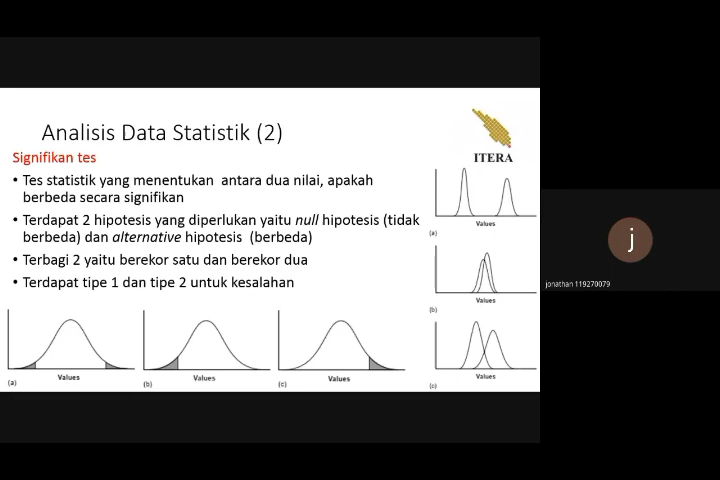 Analisis Data Statistik (2)
ITERA
Signifikan tes
• Tes statistik yang menentukan antara dua nilai, apakah
berbeda secara signifikan
• Terdapat 2 hipotesis yang diperlukan yaitu null hipotesis (tidak
berbeda) dan alternative hipotesis (berbeda)
• Terbagi 2 yaitu berekor satu dan berekor dua
• Terdapat tipe 1 dan tipe 2 untuk kesalahan
Values
(a)
Values
(b)
Values
(c)
Values
(a)
Values
(b)
Values
(c)
j
jonathan 119270079